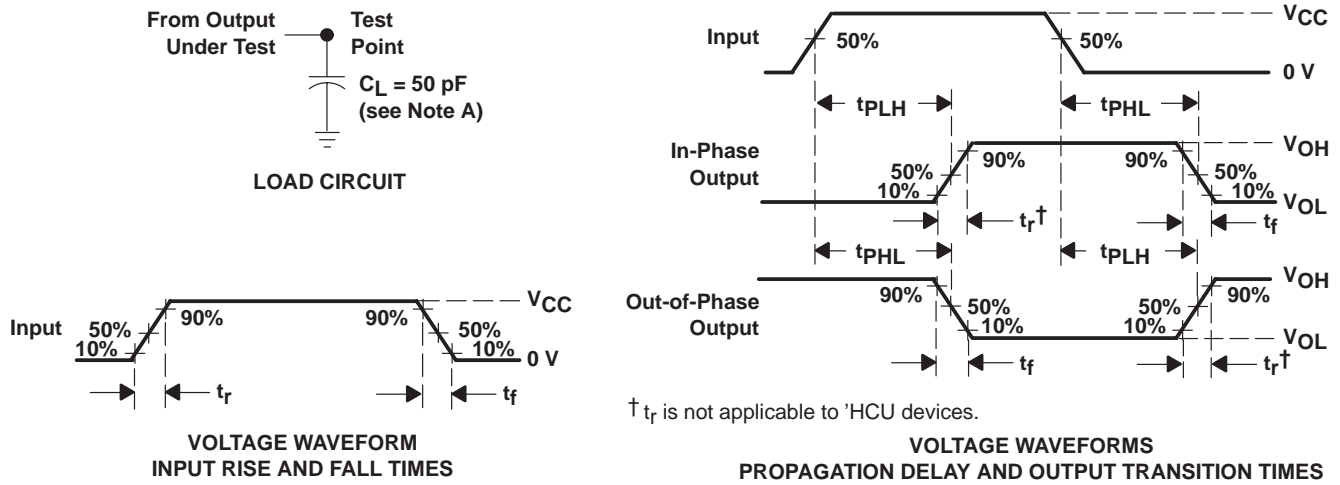 From Output
Under Test
Test
Point
CL = 50 pF
(see Note A)
LOAD CIRCUIT
Input
50%
10%
90%
90%
50%
10%
VCC
0 V
tr
tf
VOLTAGE WAVEFORM
INPUT RISE AND FALL TIMES
Input
50%
50%
VCC
0 V
tPLH
tPHL
In-Phase
Output
50%
10%
90%
90%
50%
10%
VOH
VOL
tr†
tf
tPHL
tPLH
Out-of-Phase
Output
90%
50%
10%
50%
10%
90%
VOH
VOL
tf
tr†
† tr is not applicable to 'HCU devices.
VOLTAGE WAVEFORMS
PROPAGATION DELAY AND OUTPUT TRANSITION TIMES